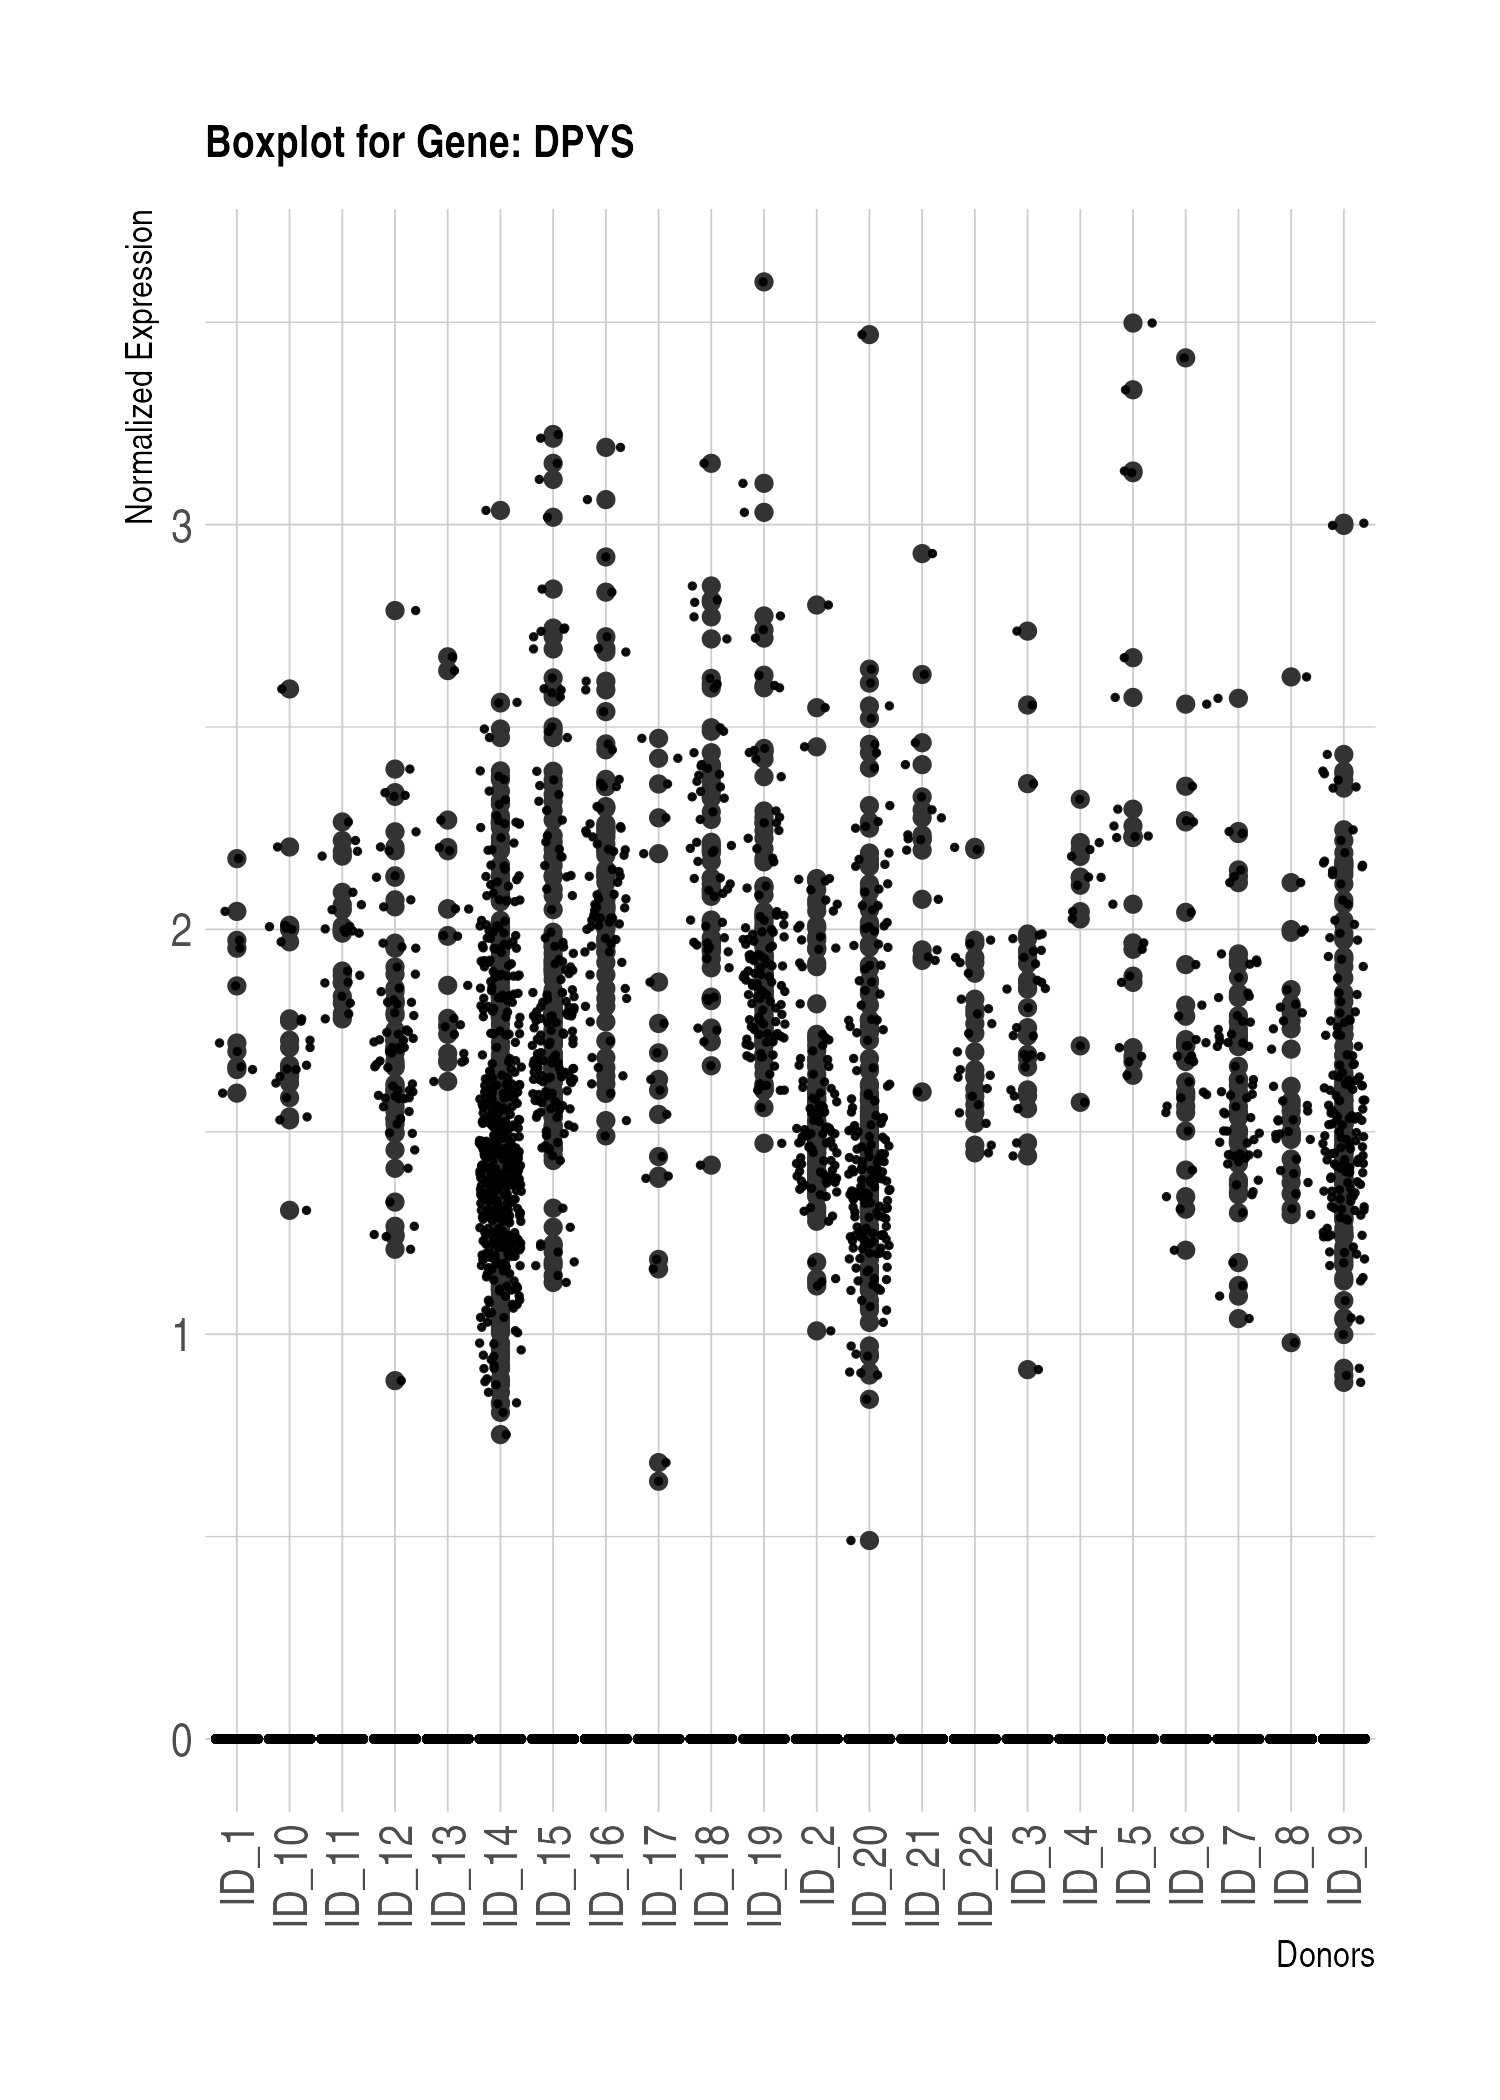 Boxplot for Gene: DPYS
Normalized Expression
3
2
1
0
ID_1
ID_10
ID_11
ID_12
ID_13
ID_14
ID_15
ID_16
ID_17
ID_18
ID_19
ID_2
ID_20
ID_21
ID_22
ID_3
ID_4
ID_5
ID_6
ID_7
ID_8
ID_9
Donors